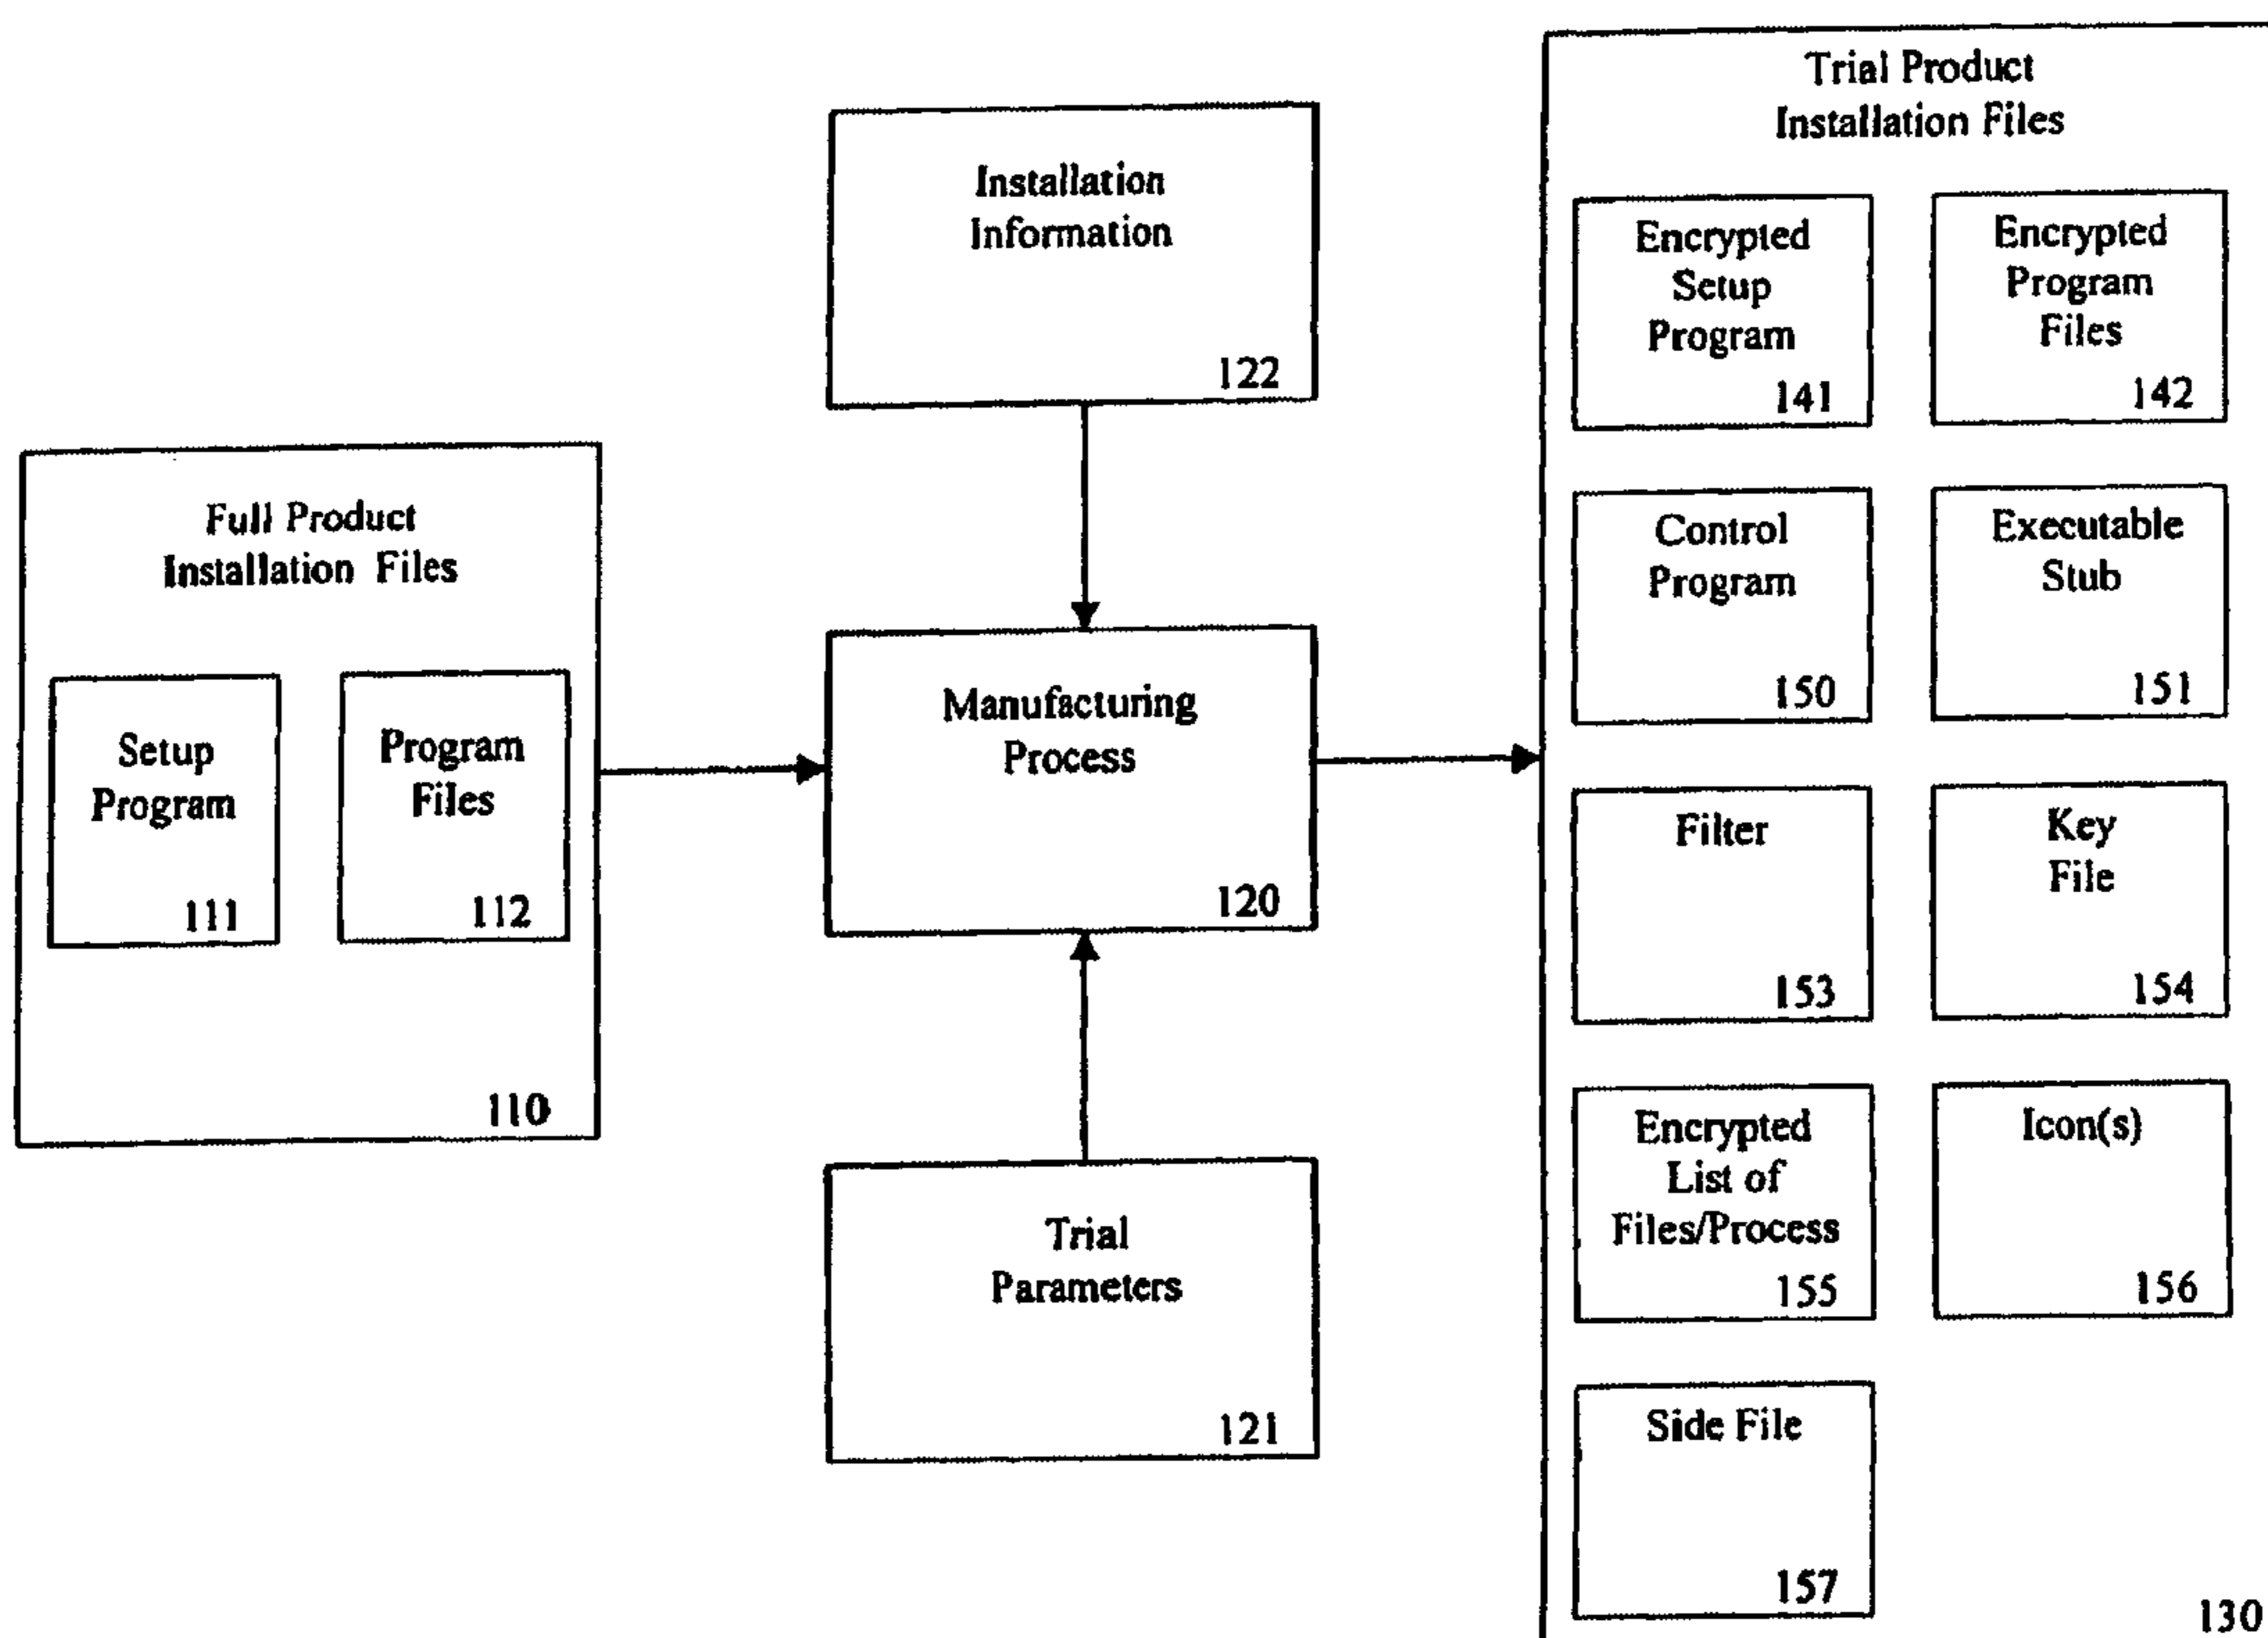 Full Product
Installation Files
Setup
Program
111
Program
Files
112
110
Installation
Information
122
Manufacturing
Process
120
Trial
Parameters
121
Trial Product
Installation Files
Encrypted
Setup
Program
141
Encrypted
Program
Files
142
Control
Program
150
Executable
Stub
151
Filter
153
Key
File
154
Encrypted
List of
Files/Process
155
Icon(s)
156
Side File
157
130